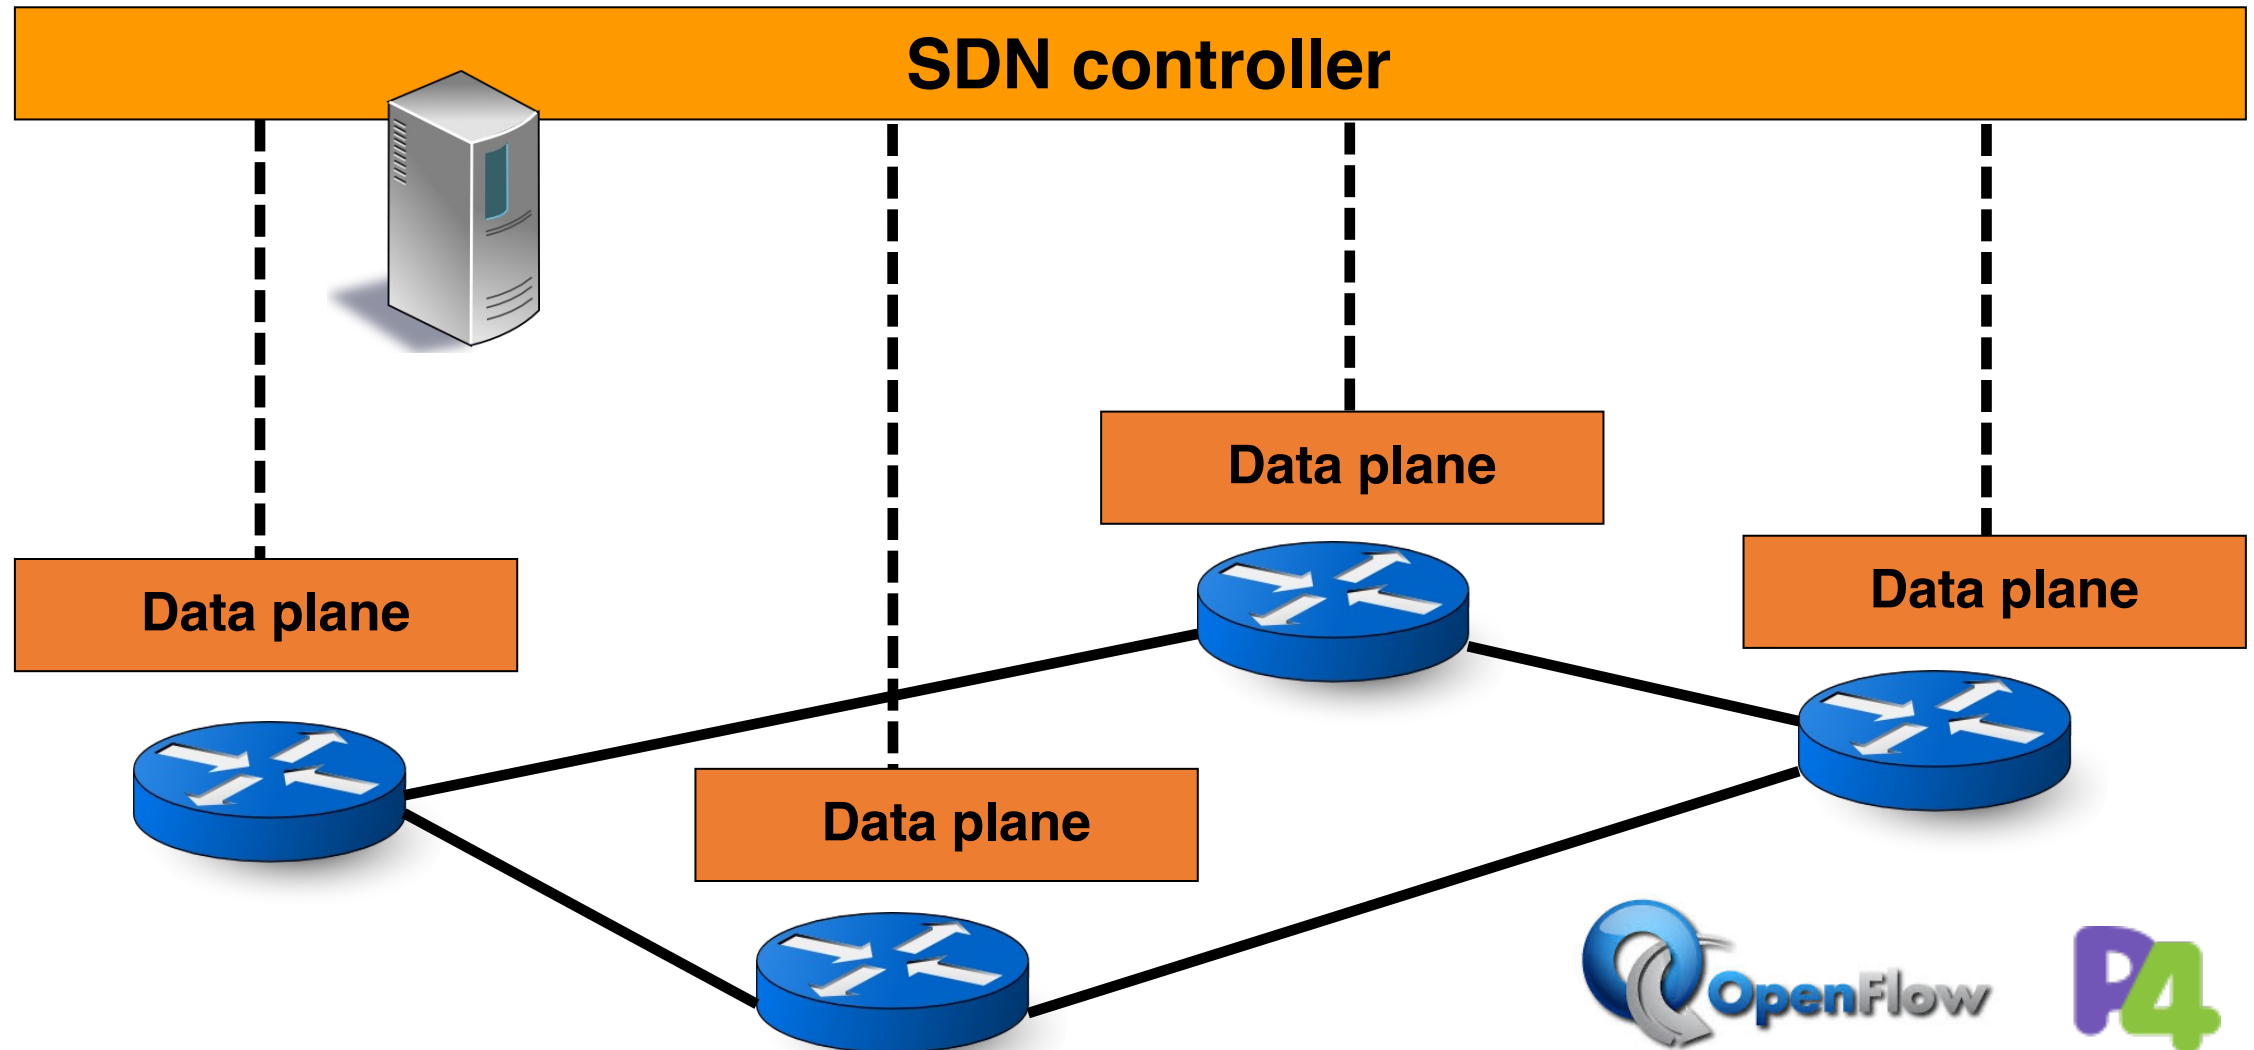 SDN controller
Data plane
Data plane
Data plane
Data plane
OpenFlow
P4